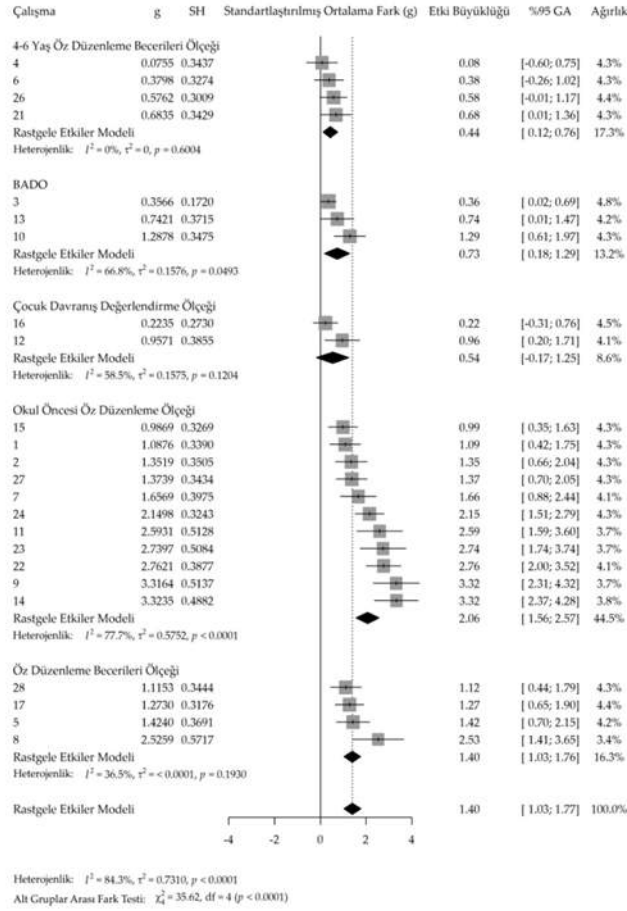 Çalışma g SH Standartlaştırılmış Ortalama Fark (g) Etki Büyüklüğü %95 GA Ağırlık
4-6 Yaş Öz Düzenleme Becerileri Ölçeği
4 0.0755 0.3437 0.08 [-0.60; 0.75] 4.3%
6 0.3798 0.3274 0.38 [-0.26; 1.02] 4.3%
26 0.5762 0.3009 0.58 [-0.01; 1.17] 4.4%
21 0.6835 0.3429 0.68 [ 0.01; 1.36] 4.3%
Rastgele Etkiler Modeli 0.44 [ 0.12; 0.76] 17.3%
Heterojenlik: I² = 0%, τ² = 0, p = 0.6004
BADO
3 0.3566 0.1720 0.36 [ 0.02; 0.69] 4.8%
13 0.7421 0.3715 0.74 [ 0.01; 1.47] 4.2%
10 1.2878 0.3475 1.29 [ 0.61; 1.97] 4.3%
Rastgele Etkiler Modeli 0.73 [ 0.18; 1.29] 13.2%
Heterojenlik: I² = 66.8%, τ² = 0.1576, p = 0.0493
Çocuk Davranış Değerlendirme Ölçeği
16 0.2235 0.2730 0.22 [-0.31; 0.76] 4.5%
12 0.9571 0.3855 0.96 [ 0.20; 1.71] 4.1%
Rastgele Etkiler Modeli 0.54 [-0.17; 1.25] 8.6%
Heterojenlik: I² = 58.5%, τ² = 0.1575, p = 0.1204
Okul Öncesi Öz Düzenleme Ölçeği
15 0.9869 0.3269 0.99 [ 0.35; 1.63] 4.3%
1 1.0876 0.3390 1.09 [ 0.42; 1.75] 4.3%
2 1.3519 0.3505 1.35 [ 0.66; 2.04] 4.3%
27 1.3739 0.3434 1.37 [ 0.70; 2.05] 4.3%
7 1.6569 0.3975 1.66 [ 0.88; 2.44] 4.1%
24 2.1498 0.3243 2.15 [ 1.51; 2.79] 4.3%
11 2.5931 0.5128 2.59 [ 1.59; 3.60] 3.7%
23 2.7397 0.5084 2.74 [ 1.74; 3.74] 3.7%
22 2.7621 0.3877 2.76 [ 2.00; 3.52] 4.1%
9 3.3164 0.5137 3.32 [ 2.31; 4.32] 3.7%
14 3.3235 0.4882 3.32 [ 2.37; 4.28] 3.8%
Rastgele Etkiler Modeli 2.06 [ 1.56; 2.57] 44.5%
Heterojenlik: I² = 77.7%, τ² = 0.5752, p < 0.0001
Öz Düzenleme Becerileri Ölçeği
28 1.1153 0.3444 1.12 [ 0.44; 1.79] 4.3%
17 1.2730 0.3176 1.27 [ 0.65; 1.90] 4.4%
5 1.4240 0.3691 1.42 [ 0.70; 2.15] 4.2%
8 2.5259 0.5717 2.53 [ 1.41; 3.65] 3.4%
Rastgele Etkiler Modeli 1.40 [ 1.03; 1.76] 16.3%
Heterojenlik: I² = 36.5%, τ² = < 0.0001, p = 0.1930
Rastgele Etkiler Modeli 1.40 [ 1.03; 1.77] 100.0%
-4 -2 0 2 4
Heterojenlik: I² = 84.3%, τ² = 0.7310, p < 0.0001
Alt Gruplar Arası Fark Testi: χ²₄ = 35.62, df = 4 (p < 0.0001)